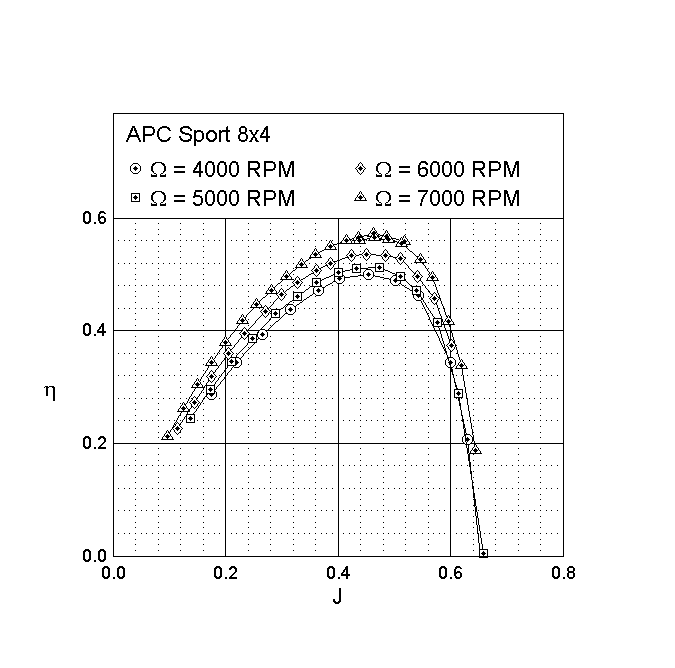 APC Sport 8x4
Ω = 4000 RPM
Ω = 6000 RPM
Ω = 5000 RPM
Ω = 7000 RPM
0.6
0.4
η
0.2
0.0
0.0 0.2 0.4 0.6 0.8
J